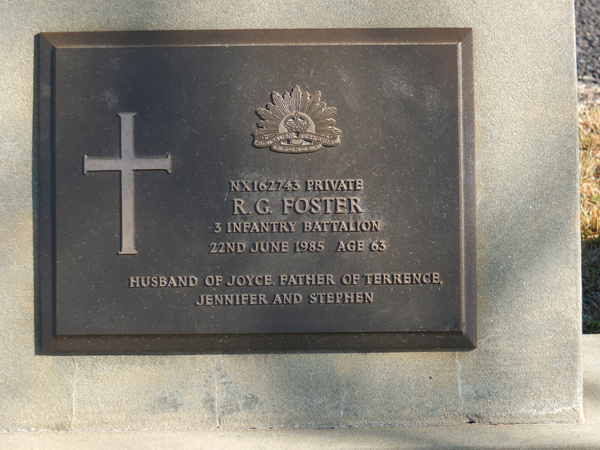 NX162743 PRIVATE
R. G. FOSTER
3 INFANTRY BATTALION
22ND JUNE 1985 AGE 63
HUSBAND OF JOYCE. FATHER OF TERRENCE,
JENNIFER AND STEPHEN